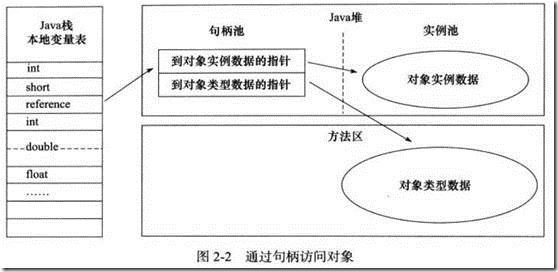 Java栈
本地变量表
int
short
reference
int
double
float
……
句柄池
Java堆
实例池
到对象实例数据的指针
到对象类型数据的指针
对象实例数据
方法区
对象类型数据
图 2-2 通过句柄访问对象